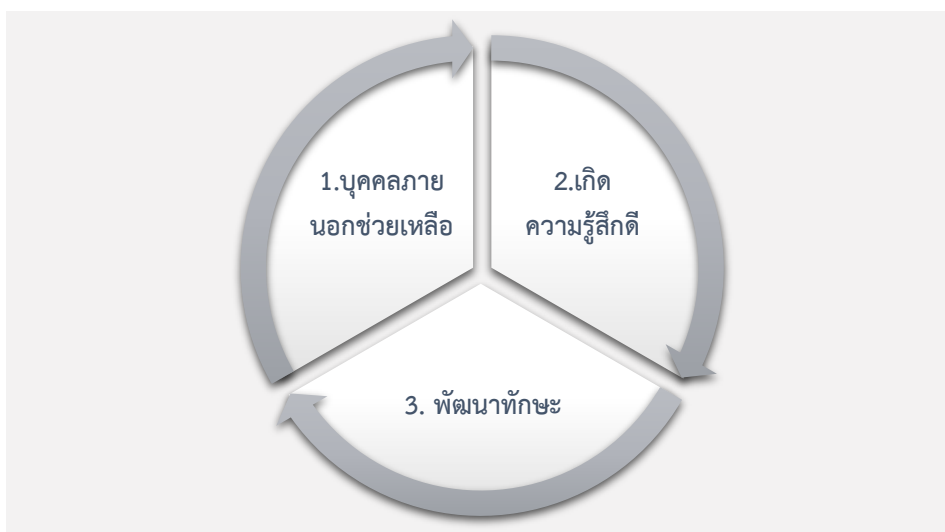 1.บุคคลภาย
นอกช่วยเหลือ
2.เกิด
ความรู้สึกดี
3. พัฒนาทักษะ